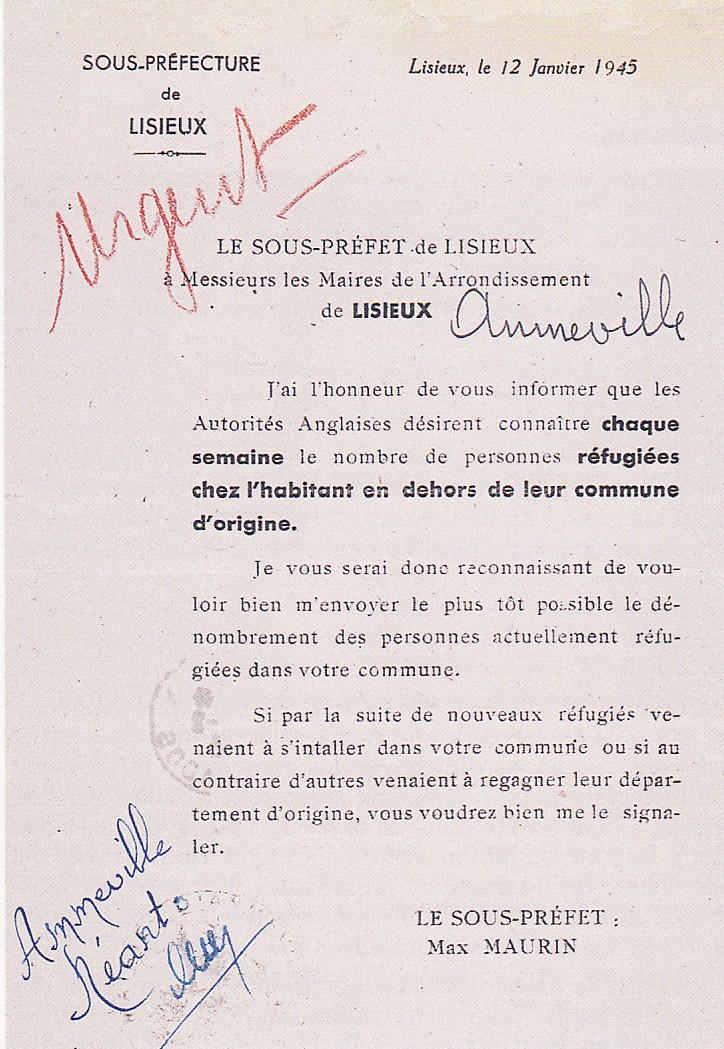 SOUS-PRÉFECTURE
de
LISIEUX
Lisieux, le 12 Janvier 1945
Urgent
LE SOUS-PRÉFET de LISIEUX
à Messieurs les Maires de l'Arrondissement
de LISIEUX Ammeville
J'ai l'honneur de vous informer que les
Autorités Anglaises désirent connaître chaque
semaine le nombre de personnes réfugiées
chez l'habitant en dehors de leur commune
d'origine.
Je vous serai donc reconnaissant de vou-
loir bien m'envoyer le plus tôt possible le dé-
nombrement des personnes actuellement réfu-
giées dans votre commune.
Si par la suite de nouveaux réfugiés ve-
naient à s'intaller dans votre commune ou si au
contraire d'autres venaient à regagner leur dépar-
tement d'origine, vous voudrez bien me le signa-
ler.
Ammeville
Néant
LE SOUS-PRÉFET :
Max MAURIN